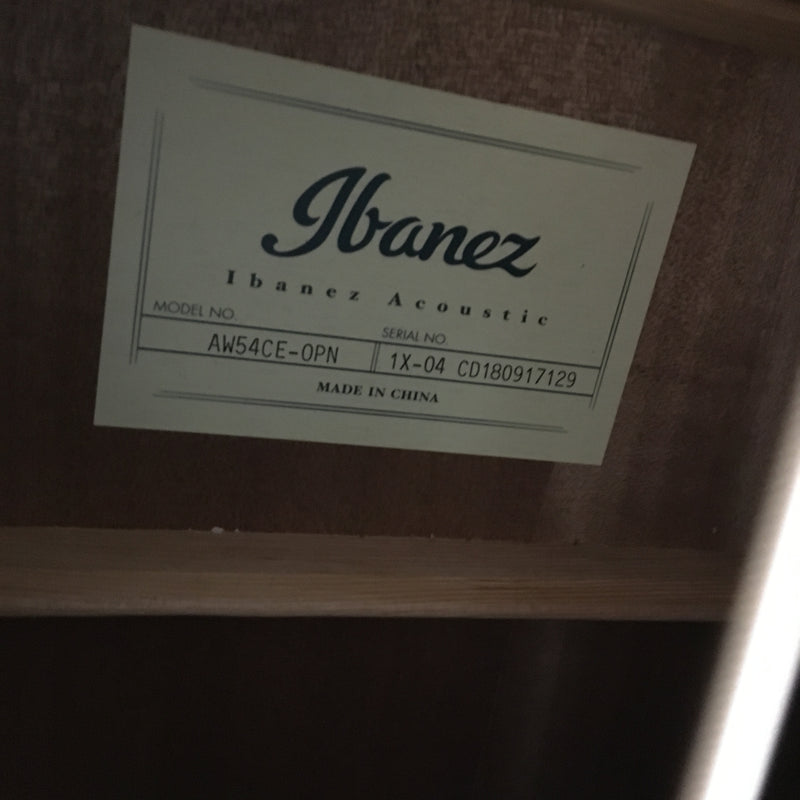 Ibanez
Ibanez Acoustic
MODEL NO.
SERIAL NO.
AW54CE-OPN
1X-04 CD180917129
MADE IN CHINA